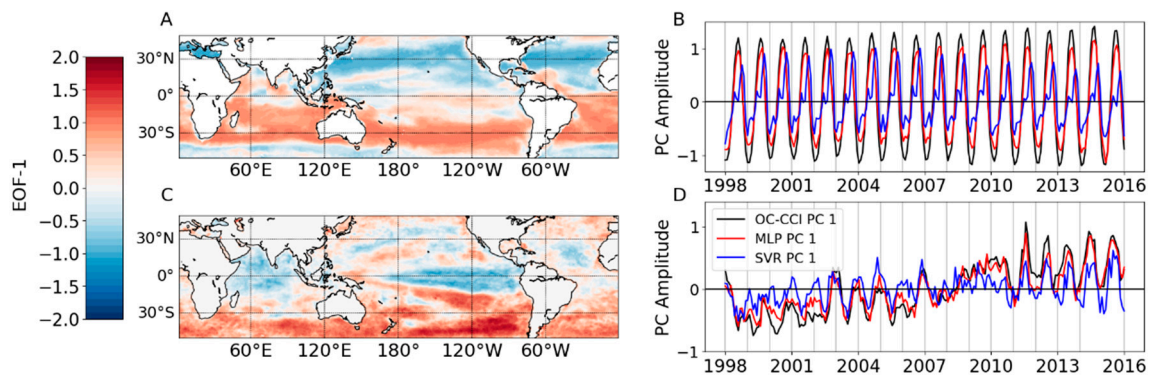 A
B
EOF-1
2.0
1.5
1.0
0.5
0.0
−0.5
−1.0
−1.5
−2.0
30°N
0°
30°S
60°E 120°E 180° 120°W 60°W
PC Amplitude
1
0
−1
1998 2001 2004 2007 2010 2013 2016
C
D
30°N
0°
30°S
60°E 120°E 180° 120°W 60°W
PC Amplitude
1
0
−1
OC-CCI PC 1
MLP PC 1
SVR PC 1
1998 2001 2004 2007 2010 2013 2016